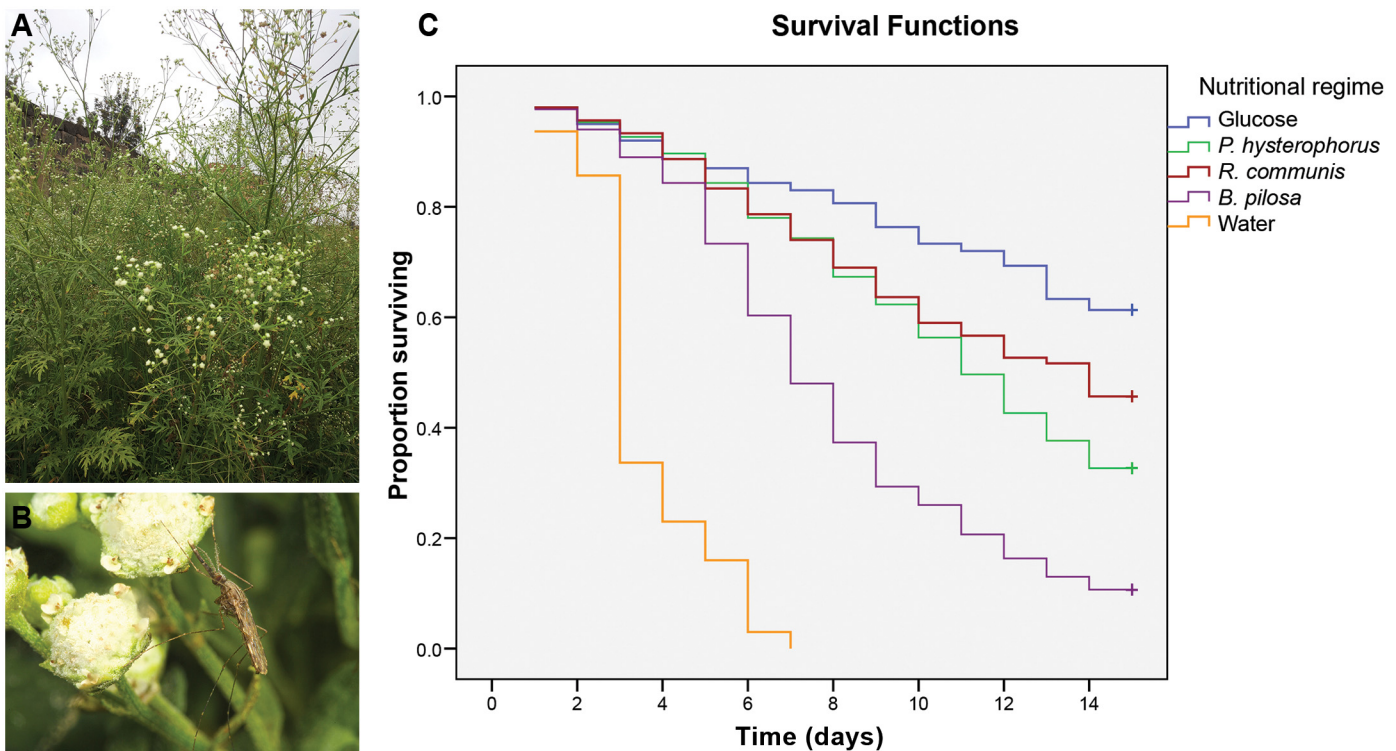 A
B
C
Survival Functions
Proportion surviving
1.0
0.8
0.6
0.4
0.2
0.0
0 2 4 6 8 10 12 14
Time (days)
Nutritional regime
Glucose
P. hysterophorus
R. communis
B. pilosa
Water